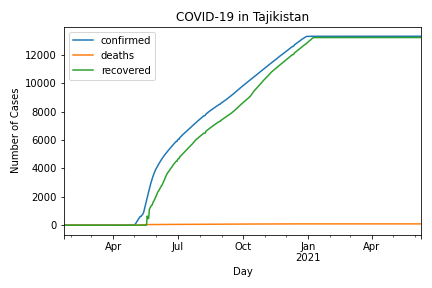 COVID-19 in Tajikistan
confirmed
deaths
recovered
Number of Cases
12000
10000
8000
6000
4000
2000
0
Apr
Jul
Oct
Jan
2021
Apr
Day